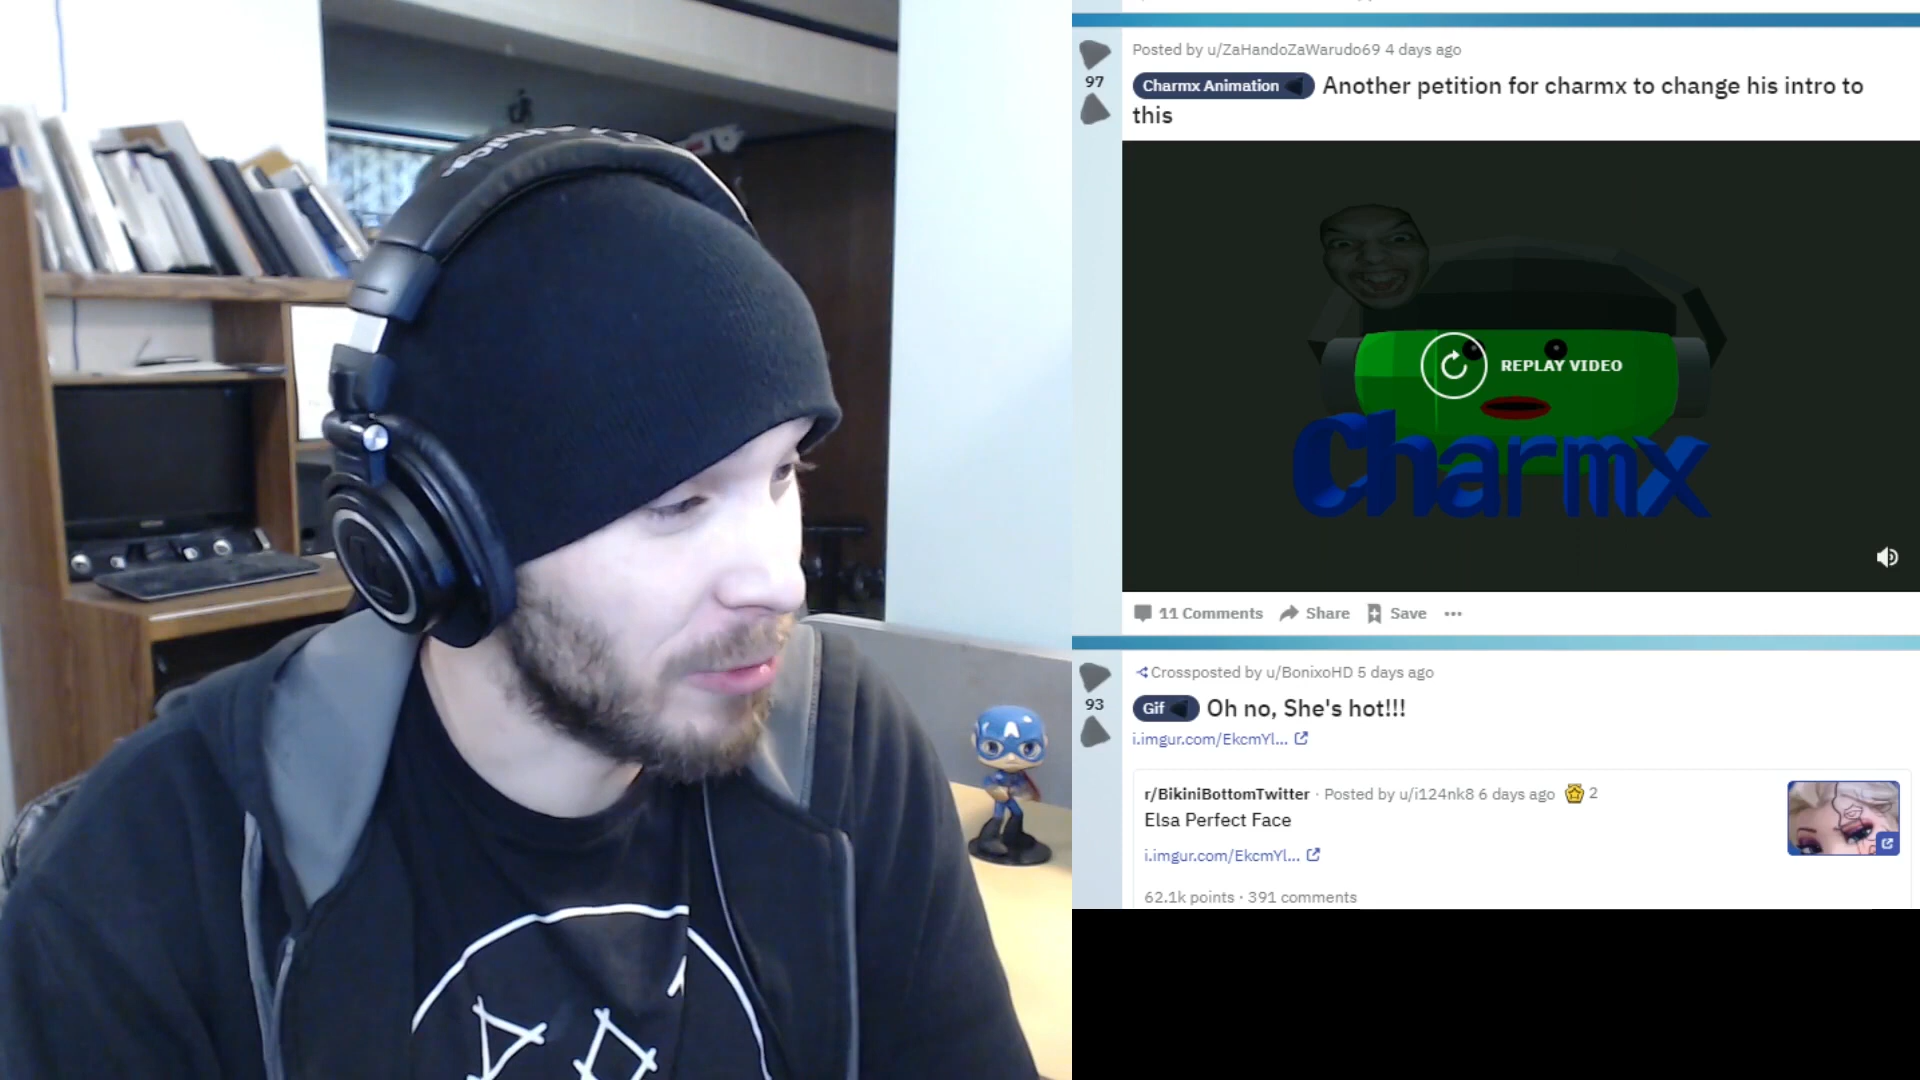 Posted by u/ZaHandoZaWarudo69 4 days ago
97
Charmx Animation Another petition for charmx to change his intro to
this
REPLAY VIDEO
Charmx
11 Comments Share Save
Crossposted by u/BonixoHD 5 days ago
93
Gif Oh no, She's hot!!!
i.imgur.com/EkcmYl...
r/BikiniBottomTwitter · Posted by u/i124nk8 6 days ago 2
Elsa Perfect Face
i.imgur.com/EkcmYl...
62.1k points · 391 comments
A